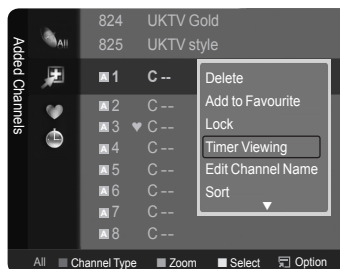 Added Channels
All
824 UKTV Gold
825 UKTV style
A 1 C --
A 2 C --
A 3 ♥ C --
A 4 C --
A 5 C --
A 6 C --
A 7 C --
A 8 C --
Delete
Add to Favourite
Lock
Timer Viewing
Edit Channel Name
Sort
▼
All Channel Type Zoom Select Option